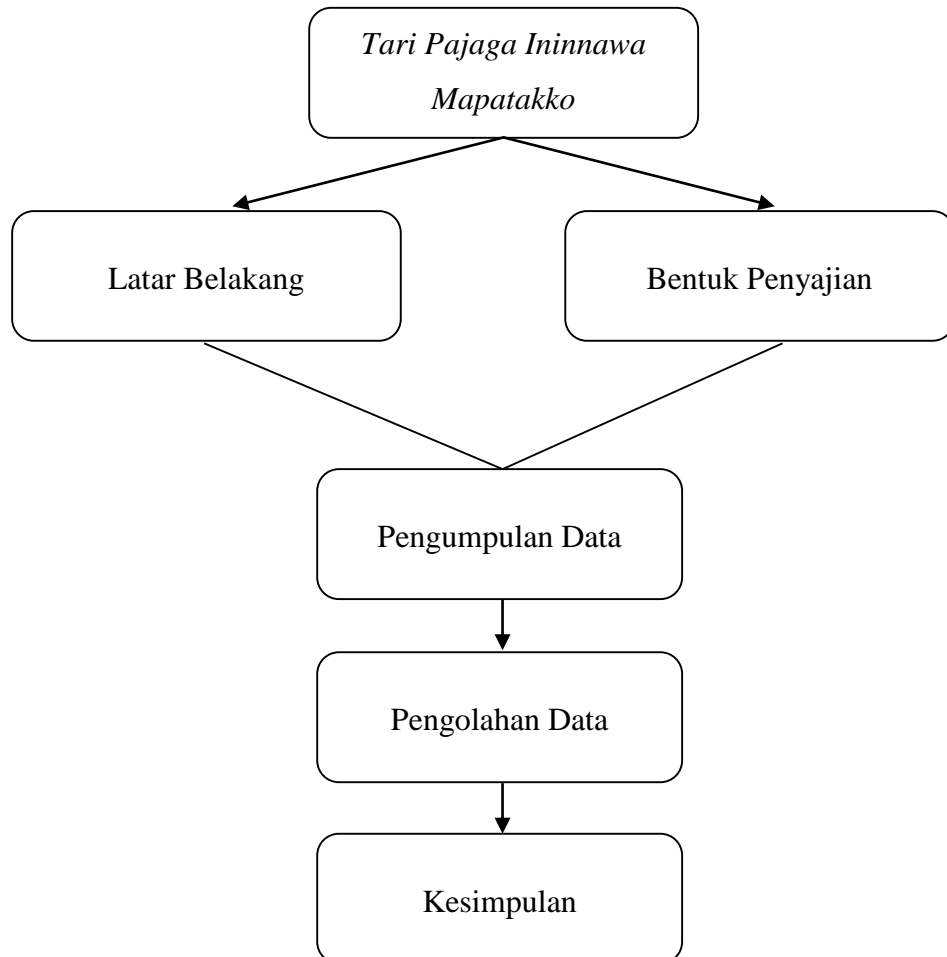 Tari Pajaga Ininnawa
Mapatakko
Latar Belakang
Bentuk Penyajian
Pengumpulan Data
Pengolahan Data
Kesimpulan